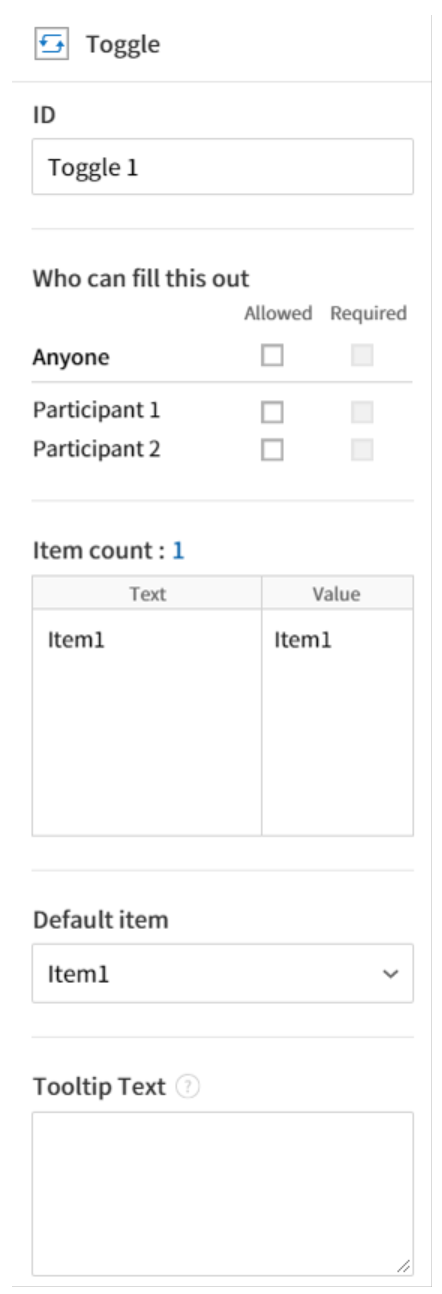 Toggle
ID
Toggle 1
Who can fill this out
Allowed Required
Anyone
Participant 1
Participant 2
Item count : 1
Text Value
Item1 Item1
Default item
Item1
Tooltip Text ?